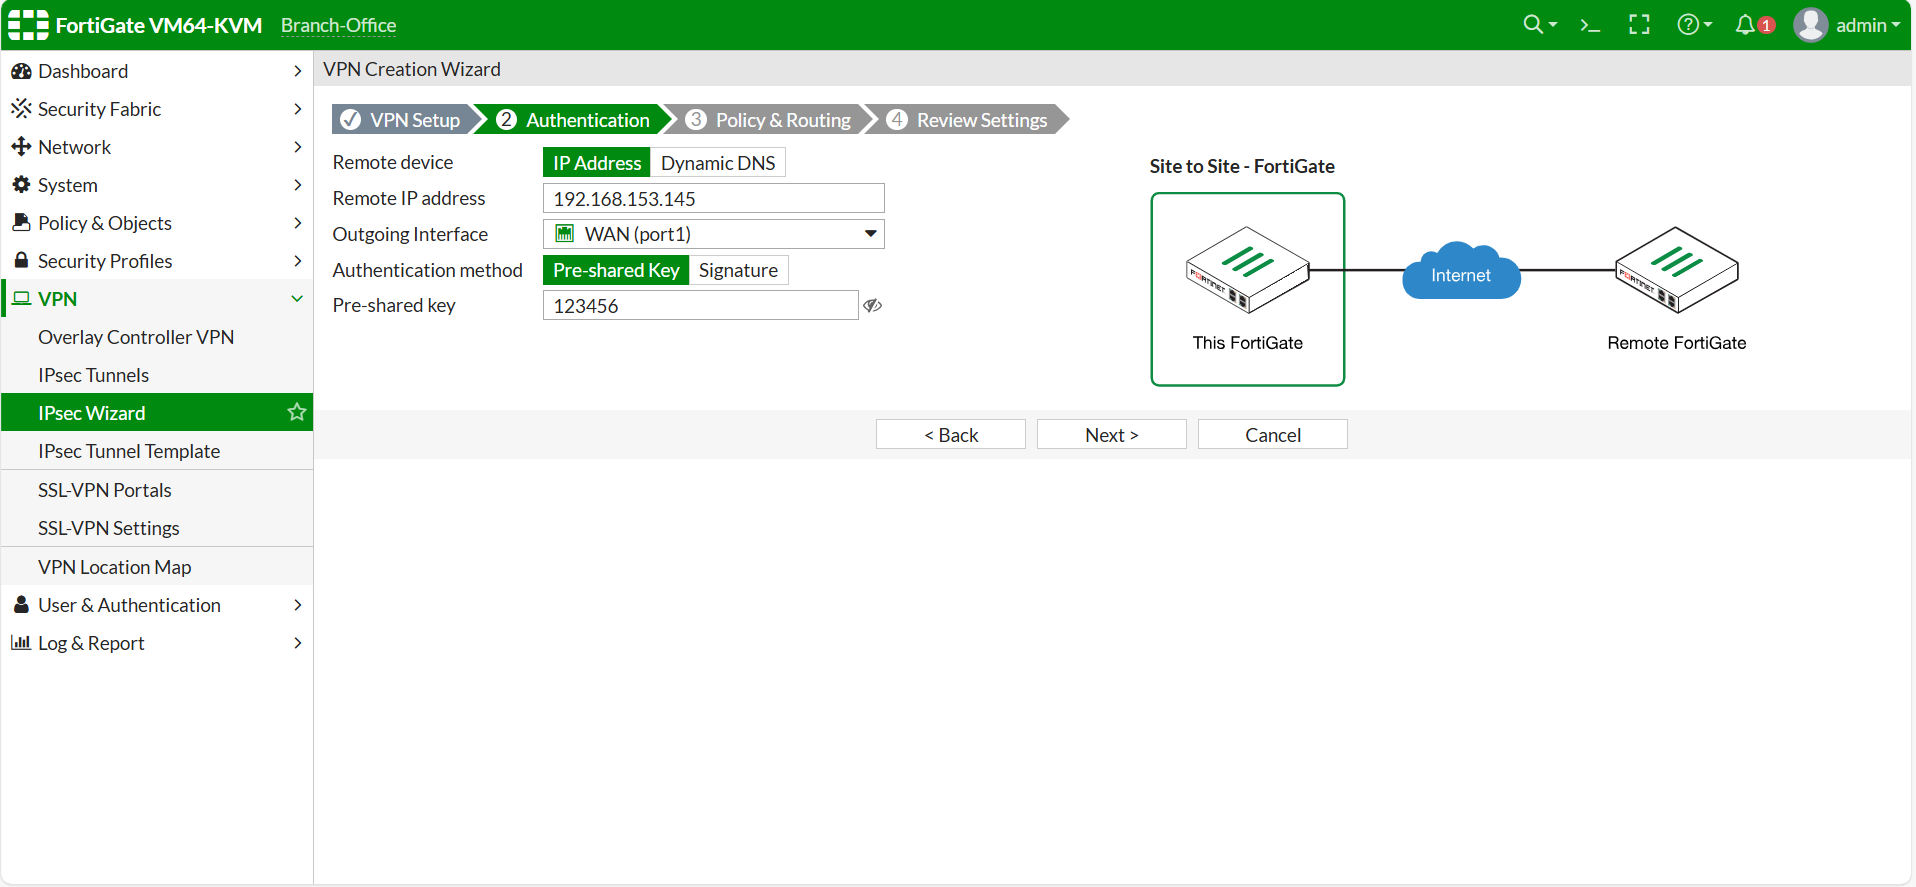 FortiGate VM64-KVM Branch-Office
1
admin
Dashboard
Security Fabric
Network
System
Policy & Objects
Security Profiles
VPN
Overlay Controller VPN
IPsec Tunnels
IPsec Wizard
IPsec Tunnel Template
SSL-VPN Portals
SSL-VPN Settings
VPN Location Map
User & Authentication
Log & Report
VPN Creation Wizard
VPN Setup 2 Authentication 3 Policy & Routing 4 Review Settings
Remote device IP Address Dynamic DNS
Remote IP address 192.168.153.145
Outgoing Interface WAN (port1)
Authentication method Pre-shared Key Signature
Pre-shared key 123456
Site to Site - FortiGate
FORTINET
Internet
FORTINET
This FortiGate
Remote FortiGate
< Back Next > Cancel